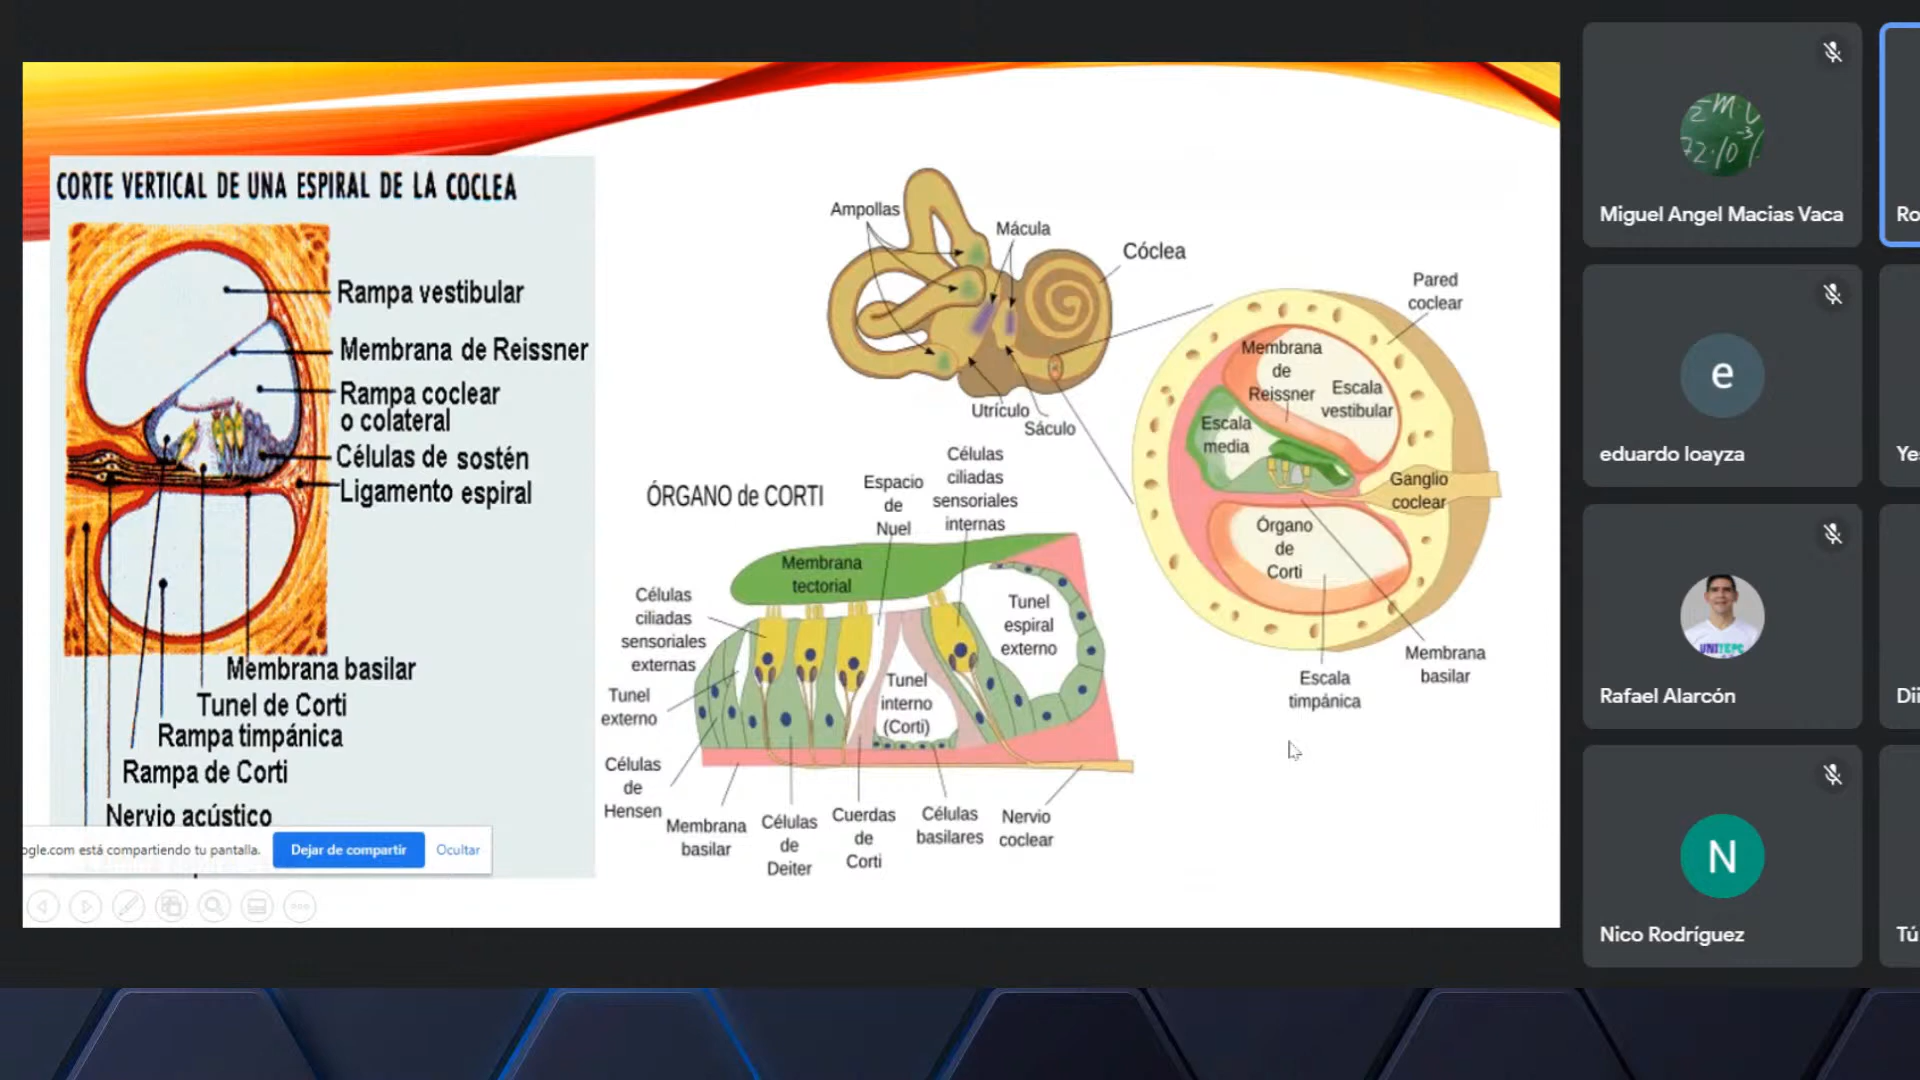 CORTE VERTICAL DE UNA ESPIRAL DE LA COCLEA
Rampa vestibular
Membrana de Reissner
Rampa coclear
o colateral
Células de sostén
Ligamento espiral
Membrana basilar
Tunel de Corti
Rampa timpánica
Rampa de Corti
Nervio acústico
ogle.com está compartiendo tu pantalla.
Dejar de compartir
Ocultar
Ampollas
Mácula
Cóclea
Utrículo
Sáculo
Pared
coclear
Membrana
de
Reissner
Escala
vestibular
Escala
media
Ganglio
coclear
Órgano
de
Corti
Escala
timpánica
Membrana
basilar
ÓRGANO de CORTI
Espacio
de
Nuel
Células
ciliadas
sensoriales
internas
Membrana
tectorial
Células
ciliadas
sensoriales
externas
Tunel
espiral
externo
Tunel
externo
Tunel
interno
(Corti)
Células
de
Hensen
Membrana
basilar
Células
de
Deiter
Cuerdas
de
Corti
Células
basilares
Nervio
coclear
Miguel Angel Macias Vaca
Ro
e
eduardo loayza
Ye
UNITEPC
Rafael Alarcón
Dii
N
Nico Rodríguez
Tú